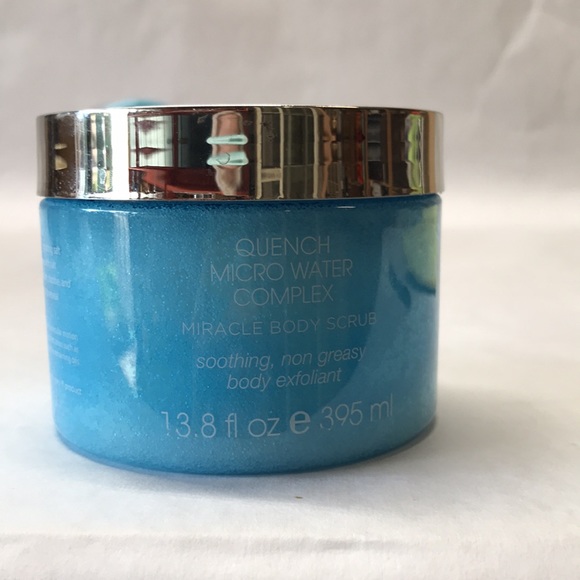 QUENCH
MICRO WATER
COMPLEX
MIRACLE BODY SCRUB
soothing, non greasy
body exfoliant
13.8 fl oz e 395 ml